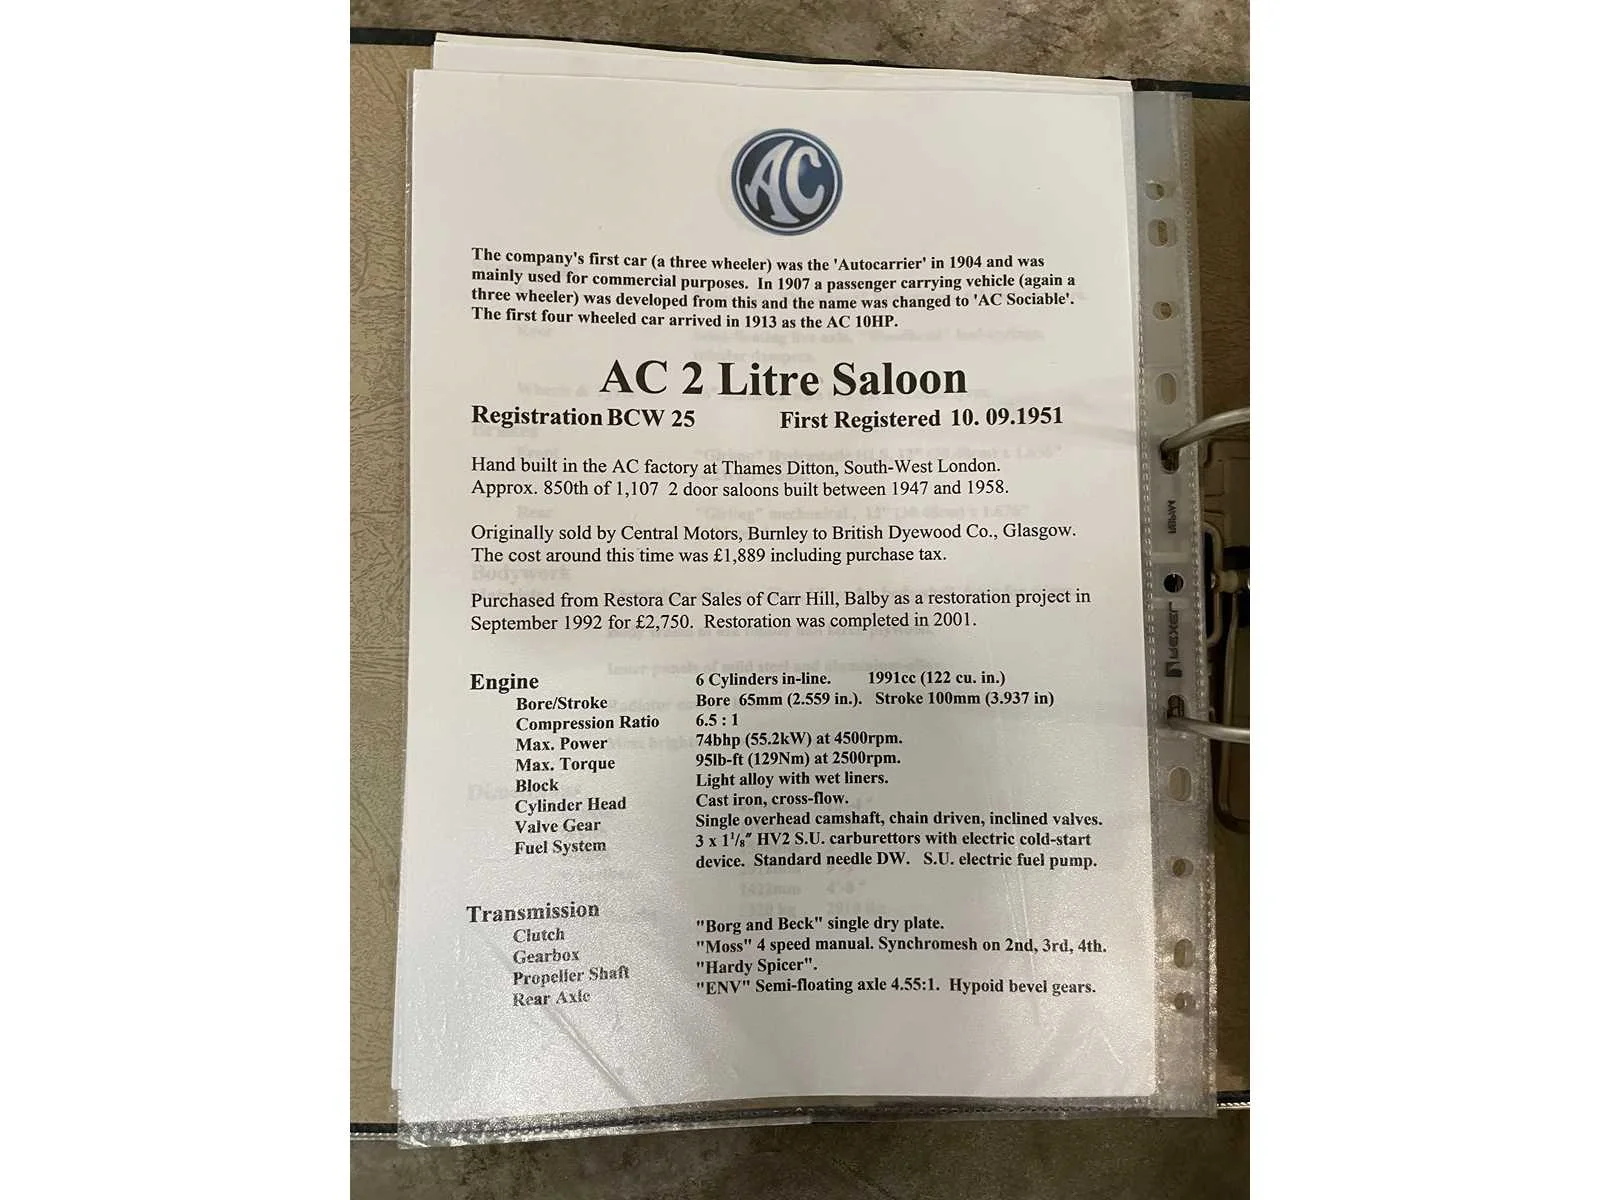 AC
The company's first car (a three wheeler) was the 'Autocarrier' in 1904 and was
mainly used for commercial purposes. In 1907 a passenger carrying vehicle (again a
three wheeler) was developed from this and the name was changed to 'AC Sociable'.
The first four wheeled car arrived in 1913 as the AC 10HP.
AC 2 Litre Saloon
Registration BCW 25 First Registered 10. 09.1951
Hand built in the AC factory at Thames Ditton, South-West London.
Approx. 850th of 1,107 2 door saloons built between 1947 and 1958.
Originally sold by Central Motors, Burnley to British Dyewood Co., Glasgow.
The cost around this time was £1,889 including purchase tax.
Purchased from Restora Car Sales of Carr Hill, Balby as a restoration project in
September 1992 for £2,750. Restoration was completed in 2001.
Engine 6 Cylinders in-line. 1991cc (122 cu. in.)
Bore/Stroke Bore 65mm (2.559 in.). Stroke 100mm (3.937 in)
Compression Ratio 6.5 : 1
Max. Power 74bhp (55.2kW) at 4500rpm.
Max. Torque 95lb-ft (129Nm) at 2500rpm.
Block Light alloy with wet liners.
Cylinder Head Cast iron, cross-flow.
Valve Gear Single overhead camshaft, chain driven, inclined valves.
Fuel System 3 x 1¹/₈″ HV2 S.U. carburettors with electric cold-start
device. Standard needle DW. S.U. electric fuel pump.
Transmission
Clutch "Borg and Beck" single dry plate.
Gearbox "Moss" 4 speed manual. Synchromesh on 2nd, 3rd, 4th.
Propeller Shaft "Hardy Spicer".
Rear Axle "ENV" Semi-floating axle 4.55:1. Hypoid bevel gears.
REXEL